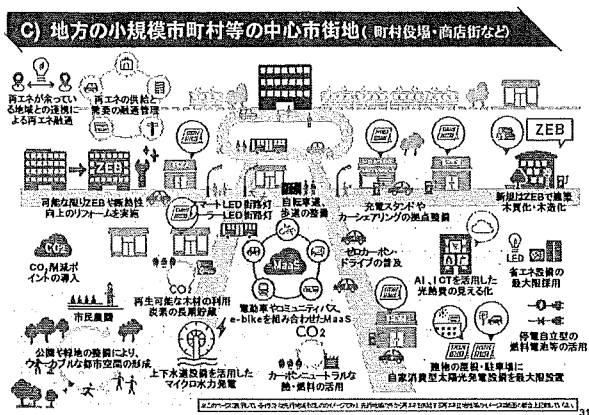 C) 地方の小規模市町村等の中心市街地(町村役場・商店街など)
再エネが余っている地域との連携による再エネ融通
再エネの供給と需要の融通管理
ZEB
ZEB
可能な限りZEBや断熱性
向上のリフォームを実施
スマートLED街路灯
ソーラーLED街路灯
自転車道、
歩道の整備
充電スタンドや
カーシェアリングの拠点整備
新規はZEBで建築
木質化・木造化
CO₂
CO₂削減ポ
イントの導入
CO₂
再生可能な木材の利用
炭素の長期貯蔵
MaaS
電動車やコミュニティバス、
e-bikeを組み合わせたMaaS
ゼロカーボン・
ドライブの普及
AI、ICTを活用した
光熱費の見える化
LED
省エネ設備の
最大限採用
市民農園
公園や緑地の整備により、
ウォーカブルな都市空間の形成
上下水道設備を活用した
マイクロ水力発電
CO₂
カーボンニュートラルな
熱・燃料の活用
建物の屋根・駐車場に
自家消費型太陽光発電設備を最大限設置
停電自立型の
燃料電池等の活用
31